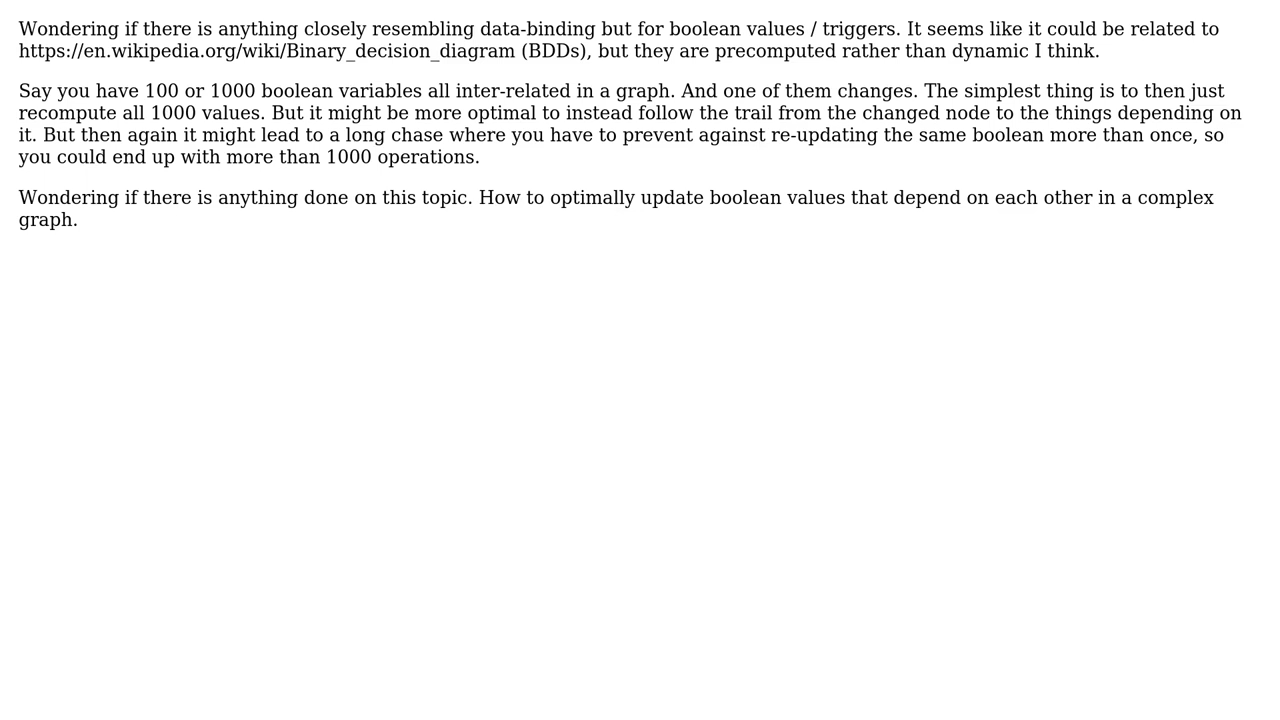 Wondering if there is anything closely resembling data-binding but for boolean values / triggers. It seems like it could be related to
https://en.wikipedia.org/wiki/Binary_decision_diagram (BDDs), but they are precomputed rather than dynamic I think.
Say you have 100 or 1000 boolean variables all inter-related in a graph. And one of them changes. The simplest thing is to then just
recompute all 1000 values. But it might be more optimal to instead follow the trail from the changed node to the things depending on
it. But then again it might lead to a long chase where you have to prevent against re-updating the same boolean more than once, so
you could end up with more than 1000 operations.
Wondering if there is anything done on this topic. How to optimally update boolean values that depend on each other in a complex
graph.